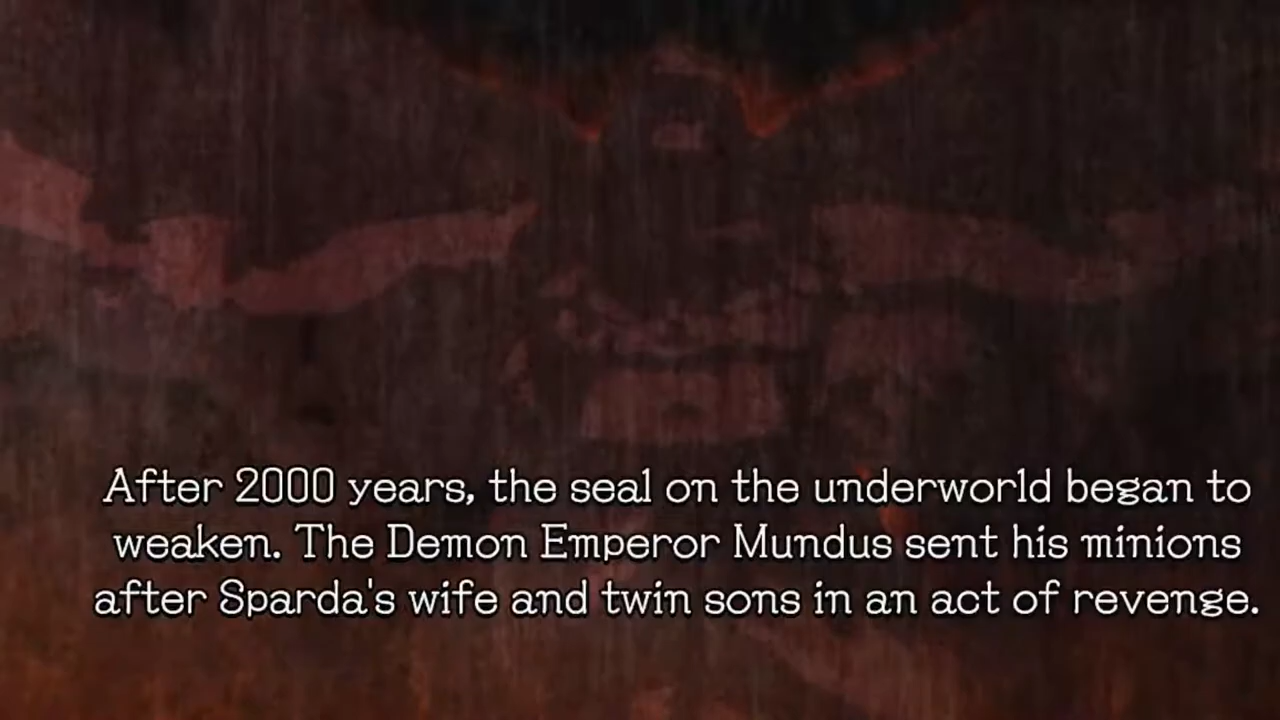 After 2000 years, the seal on the underworld began to
weaken. The Demon Emperor Mundus sent his minions
after Sparda's wife and twin sons in an act of revenge.